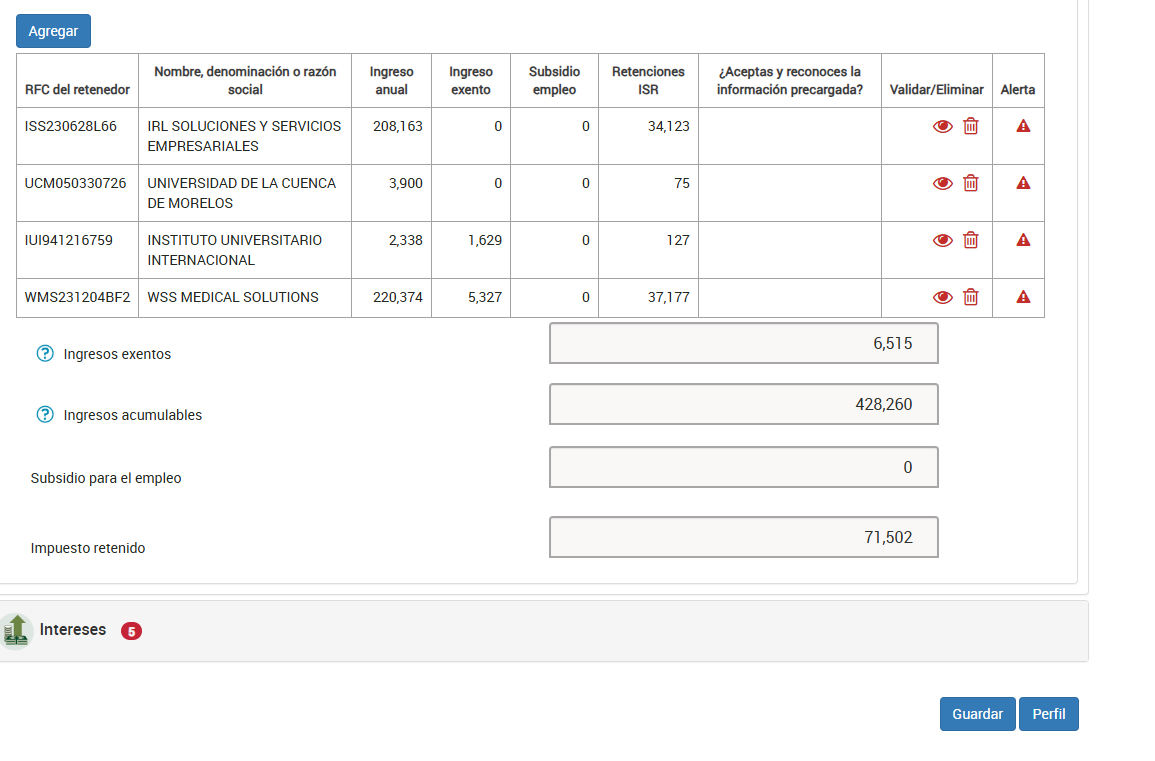 Agregar
RFC del retenedor Nombre, denominación o razón social Ingreso anual Ingreso exento Subsidio empleo Retenciones ISR ¿Aceptas y reconoces la información precargada? Validar/Eliminar Alerta
ISS230628L66 IRL SOLUCIONES Y SERVICIOS EMPRESARIALES 208,163 0 0 34,123
UCM050330726 UNIVERSIDAD DE LA CUENCA DE MORELOS 3,900 0 0 75
IUI941216759 INSTITUTO UNIVERSITARIO INTERNACIONAL 2,338 1,629 0 127
WMS231204BF2 WSS MEDICAL SOLUTIONS 220,374 5,327 0 37,177
? Ingresos exentos 6,515
? Ingresos acumulables 428,260
Subsidio para el empleo 0
Impuesto retenido 71,502
Intereses 5
Guardar Perfil